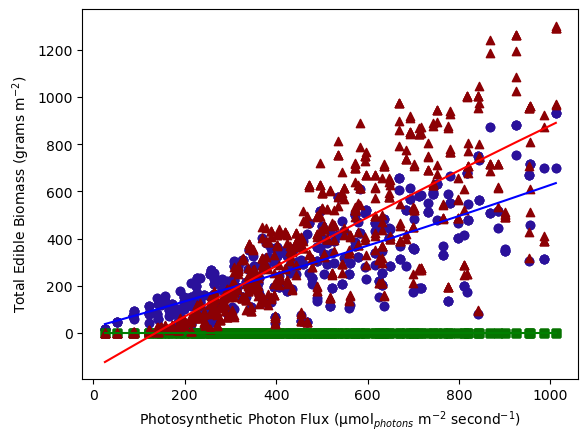 1200
1000
800
600
400
200
0
Total Edible Biomass (grams m⁻²)
0 200 400 600 800 1000
Photosynthetic Photon Flux (μmol_photons m⁻² second⁻¹)